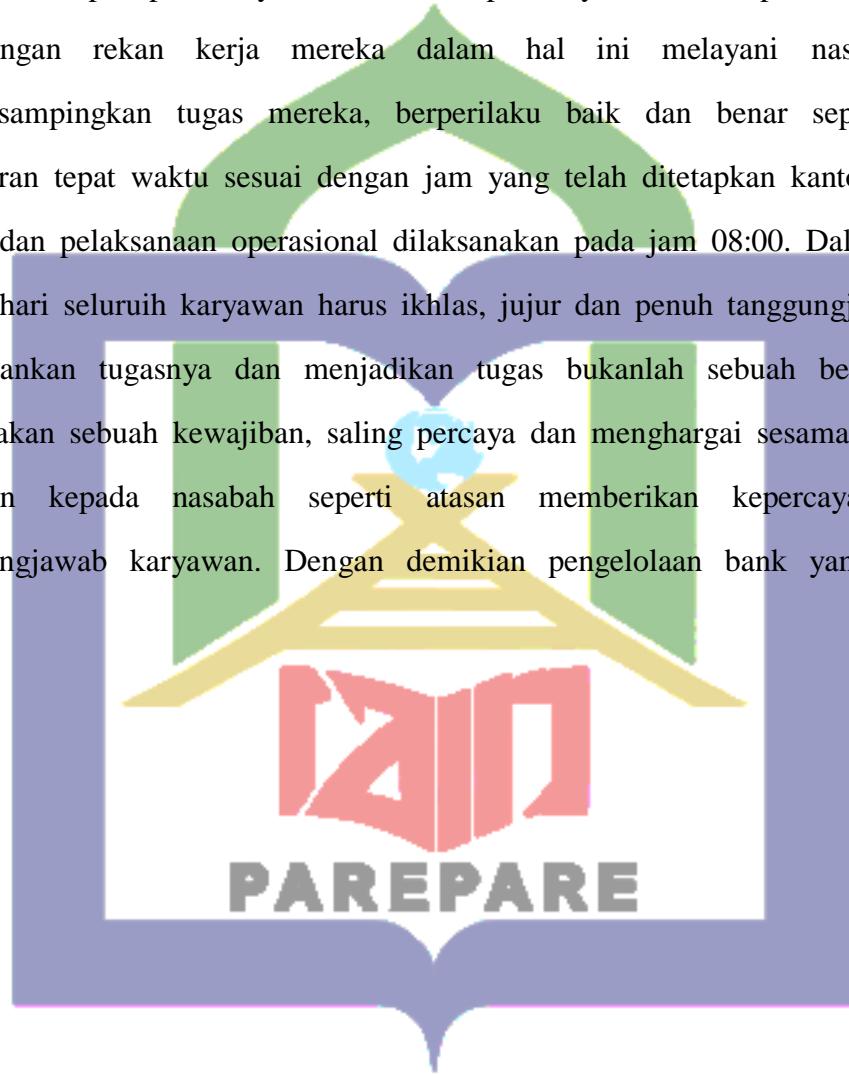 ngan rekan kerja mereka dalam hal ini melayani nas
sampingkan tugas mereka, berperilaku baik dan benar sep
ran tepat waktu sesuai dengan jam yang telah ditetapkan kanto
dan pelaksanaan operasional dilaksanakan pada jam 08:00. Dal
hari seluruih karyawan harus ikhlas, jujur dan penuh tanggungj
ankan tugasnya dan menjadikan tugas bukanlah sebuah be
akan sebuah kewajiban, saling percaya dan menghargai sesama
n kepada nasabah seperti atasan memberikan kepercaya
ngjawab karyawan. Dengan demikian pengelolaan bank yan
iain
PAREPARE